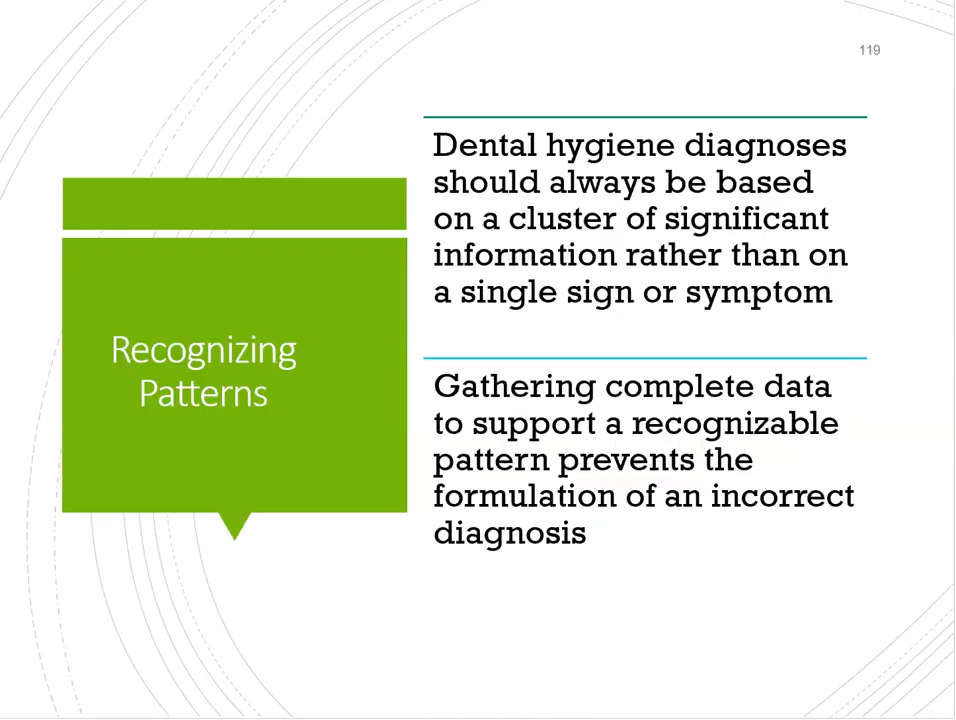 119
Recognizing
Patterns
Dental hygiene diagnoses
should always be based
on a cluster of significant
information rather than on
a single sign or symptom
Gathering complete data
to support a recognizable
pattern prevents the
formulation of an incorrect
diagnosis